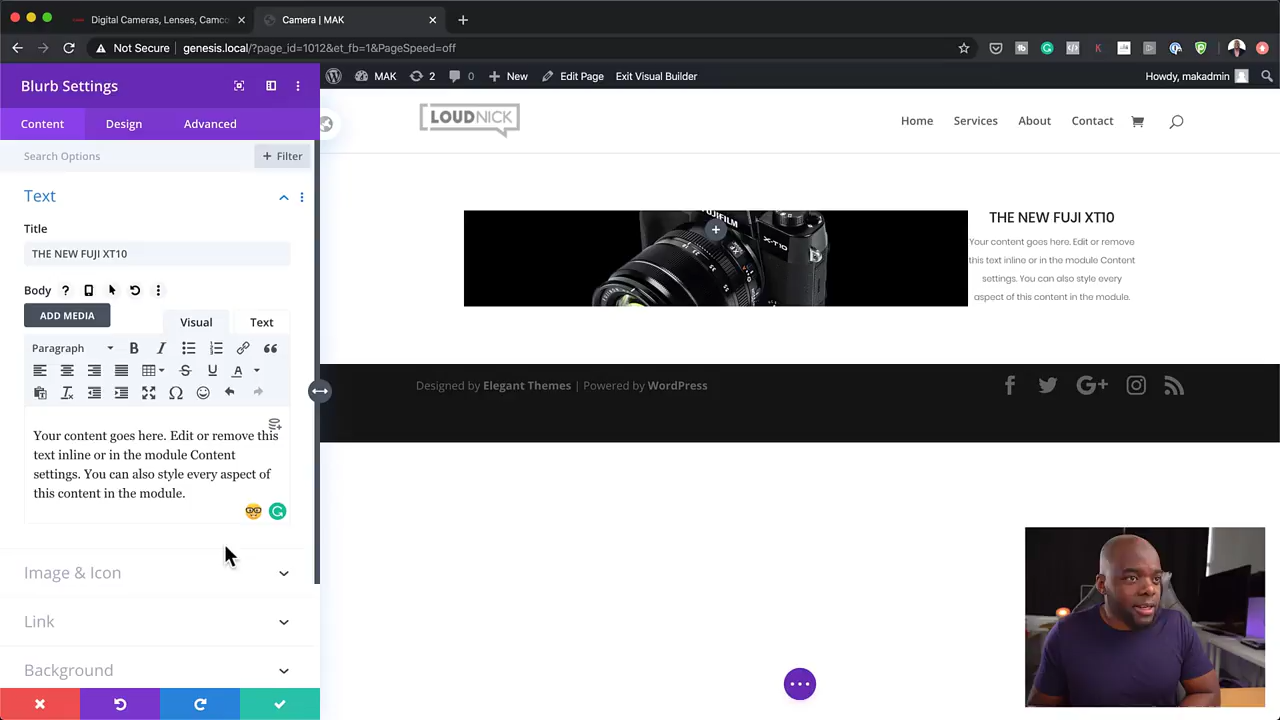 Digital Cameras, Lenses, Camco
Camera | MAK
Not Secure
genesis.local/?page_id=1012&et_fb=1&PageSpeed=off
Blurb Settings
MAK
2
0
New
Edit Page
Exit Visual Builder
Howdy, makadmin
Content
Design
Advanced
LOUDNICK
Home
Services
About
Contact
Search Options
+ Filter
Text
Title
THE NEW FUJI XT10
Body
ADD MEDIA
Visual
Text
Paragraph
Your content goes here. Edit or remove this
text inline or in the module Content
settings. You can also style every aspect of
this content in the module.
Image & Icon
Link
Background
FUJIFILM
X-T10
THE NEW FUJI XT10
Your content goes here. Edit or remove
this text inline or in the module Content
settings. You can also style every
aspect of this content in the module.
Designed by Elegant Themes | Powered by WordPress